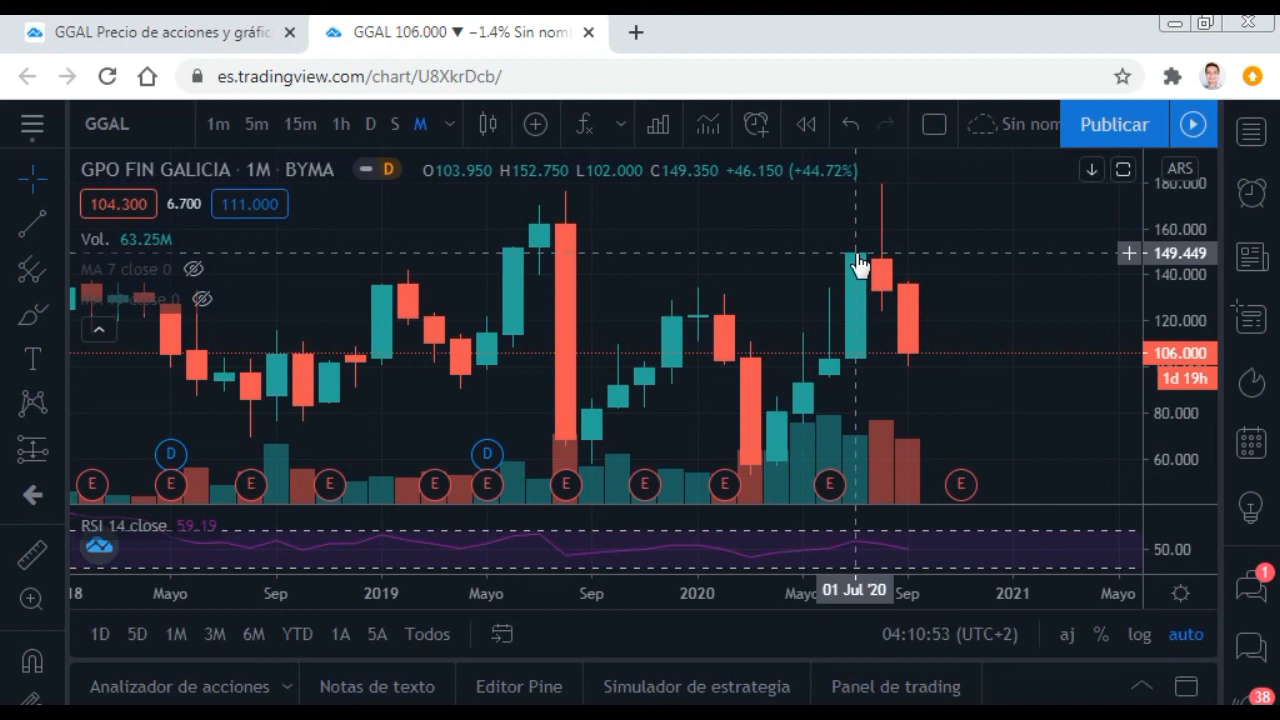 GGAL Precio de acciones y gráfic
GGAL 106.000 ▼ −1.4% Sin nom
es.tradingview.com/chart/U8XkrDcb/
GGAL 1m 5m 15m 1h D S M Sin nom Publicar
GPO FIN GALICIA · 1M · BYMA D O103.950 H152.750 L102.000 C149.350 +46.150 (+44.72%) ARS
104.300 6.700 111.000
Vol. 63.25M
MA 7 close 0
180.000
160.000
149.449
140.000
120.000
106.000
1d 19h
80.000
60.000
D D
E E E E E E E E E E E
RSI 14 close 59.19
50.00
18 Mayo Sep 2019 Mayo Sep 2020 Mayo 01 Jul '20 Sep 2021 Mayo
1D 5D 1M 3M 6M YTD 1A 5A Todos 04:10:53 (UTC+2) aj % log auto
Analizador de acciones Notas de texto Editor Pine Simulador de estrategia Panel de trading
1
38